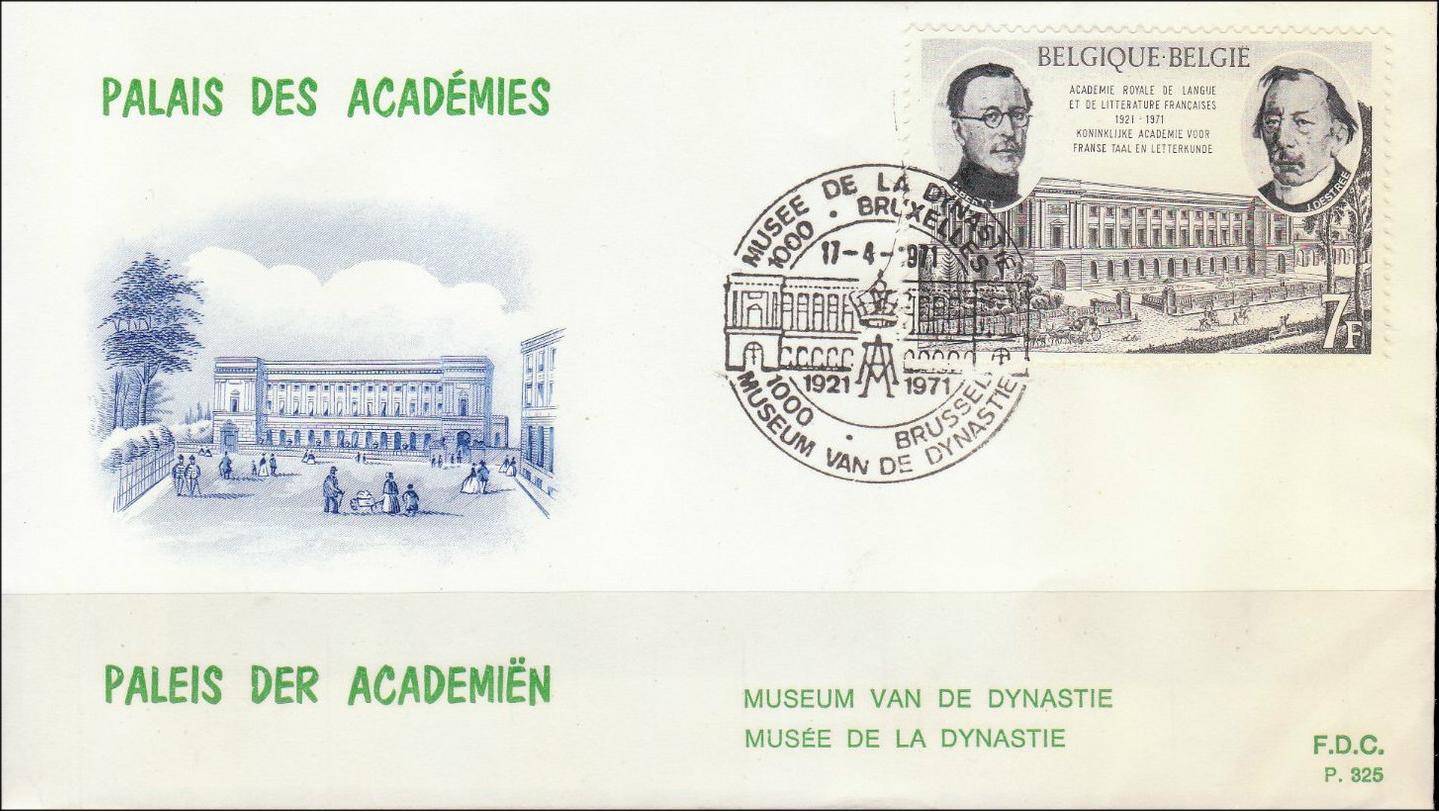 PALAIS DES ACADÉMIES
BELGIQUE·BELGIË
ACADEMIE ROYALE DE LANGUE
ET DE LITTERATURE FRANÇAISES
1921 - 1971
KONINKLIJKE ACADEMIE VOOR
FRANSE TAAL EN LETTERKUNDE
J.DESTRÉE
7F
MUSEE DE LA DYNASTIE
1000 · BRUXELLES
17-4-1971
1921 1971
1000 · BRUSSEL
MUSEUM VAN DE DYNASTIE
PALEIS DER ACADEMIËN
MUSEUM VAN DE DYNASTIE
MUSÉE DE LA DYNASTIE
F.D.C.
P. 325